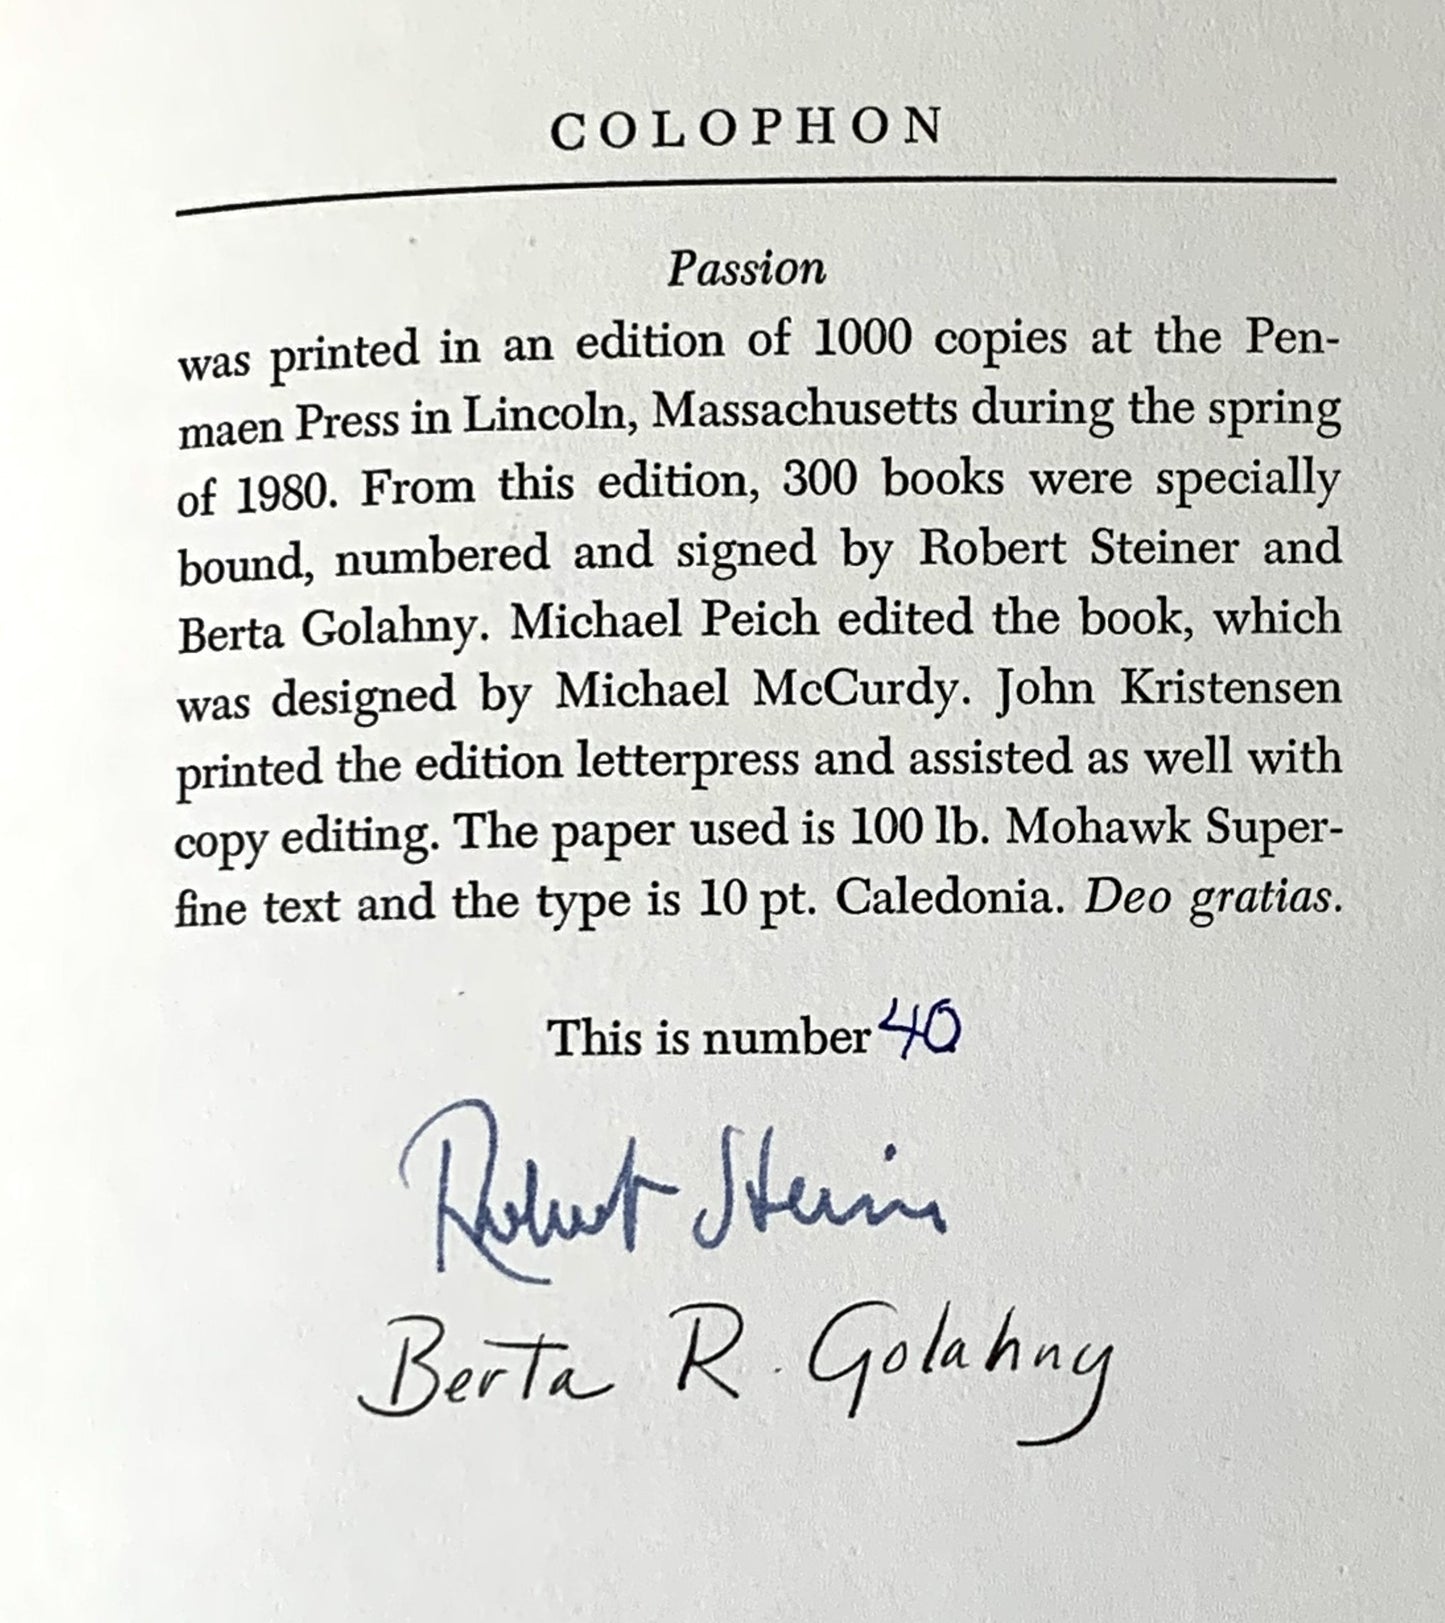 COLOPHON
Passion
was printed in an edition of 1000 copies at the Pen-
maen Press in Lincoln, Massachusetts during the spring
of 1980. From this edition, 300 books were specially
bound, numbered and signed by Robert Steiner and
Berta Golahny. Michael Peich edited the book, which
was designed by Michael McCurdy. John Kristensen
printed the edition letterpress and assisted as well with
copy editing. The paper used is 100 lb. Mohawk Super-
fine text and the type is 10 pt. Caledonia. Deo gratias.
This is number 40
Robert Steiner
Berta R. Golahny